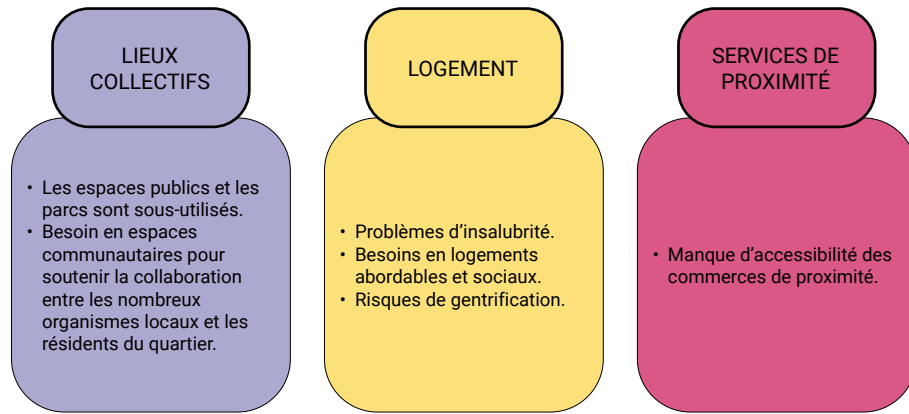 LIEUX
COLLECTIFS
• Les espaces publics et les
parcs sont sous-utilisés.
• Besoin en espaces
communautaires pour
soutenir la collaboration
entre les nombreux
organismes locaux et les
résidents du quartier.
LOGEMENT
• Problèmes d'insalubrité.
• Besoins en logements
abordables et sociaux.
• Risques de gentrification.
SERVICES DE
PROXIMITÉ
• Manque d'accessibilité des
commerces de proximité.